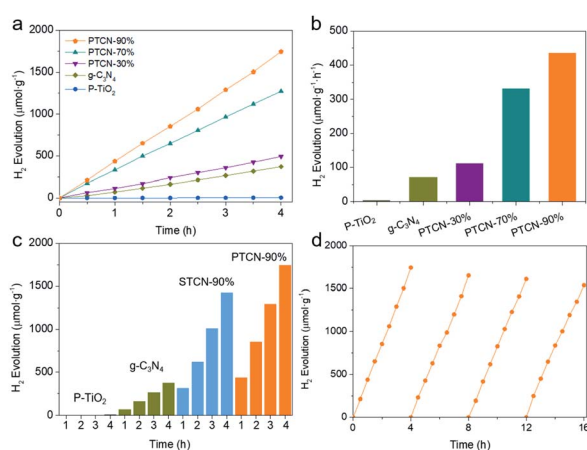 a
H₂ Evolution (μmol·g⁻¹)
2000
1500
1000
500
0
PTCN-90%
PTCN-70%
PTCN-30%
g-C₃N₄
P-TiO₂
0 1 2 3 4
Time (h)
b
H₂ Evolution (μmol·g⁻¹·h⁻¹)
500
400
300
200
100
0
P-TiO₂ g-C₃N₄ PTCN-30% PTCN-70% PTCN-90%
c
H₂ Evolution (μmol·g⁻¹)
2000
1500
1000
500
0
PTCN-90%
STCN-90%
g-C₃N₄
P-TiO₂
1 2 3 4 1 2 3 4 1 2 3 4 1 2 3 4
Time (h)
d
H₂ Evolution (μmol·g⁻¹)
2000
1500
1000
500
0
0 4 8 12 16
Time (h)